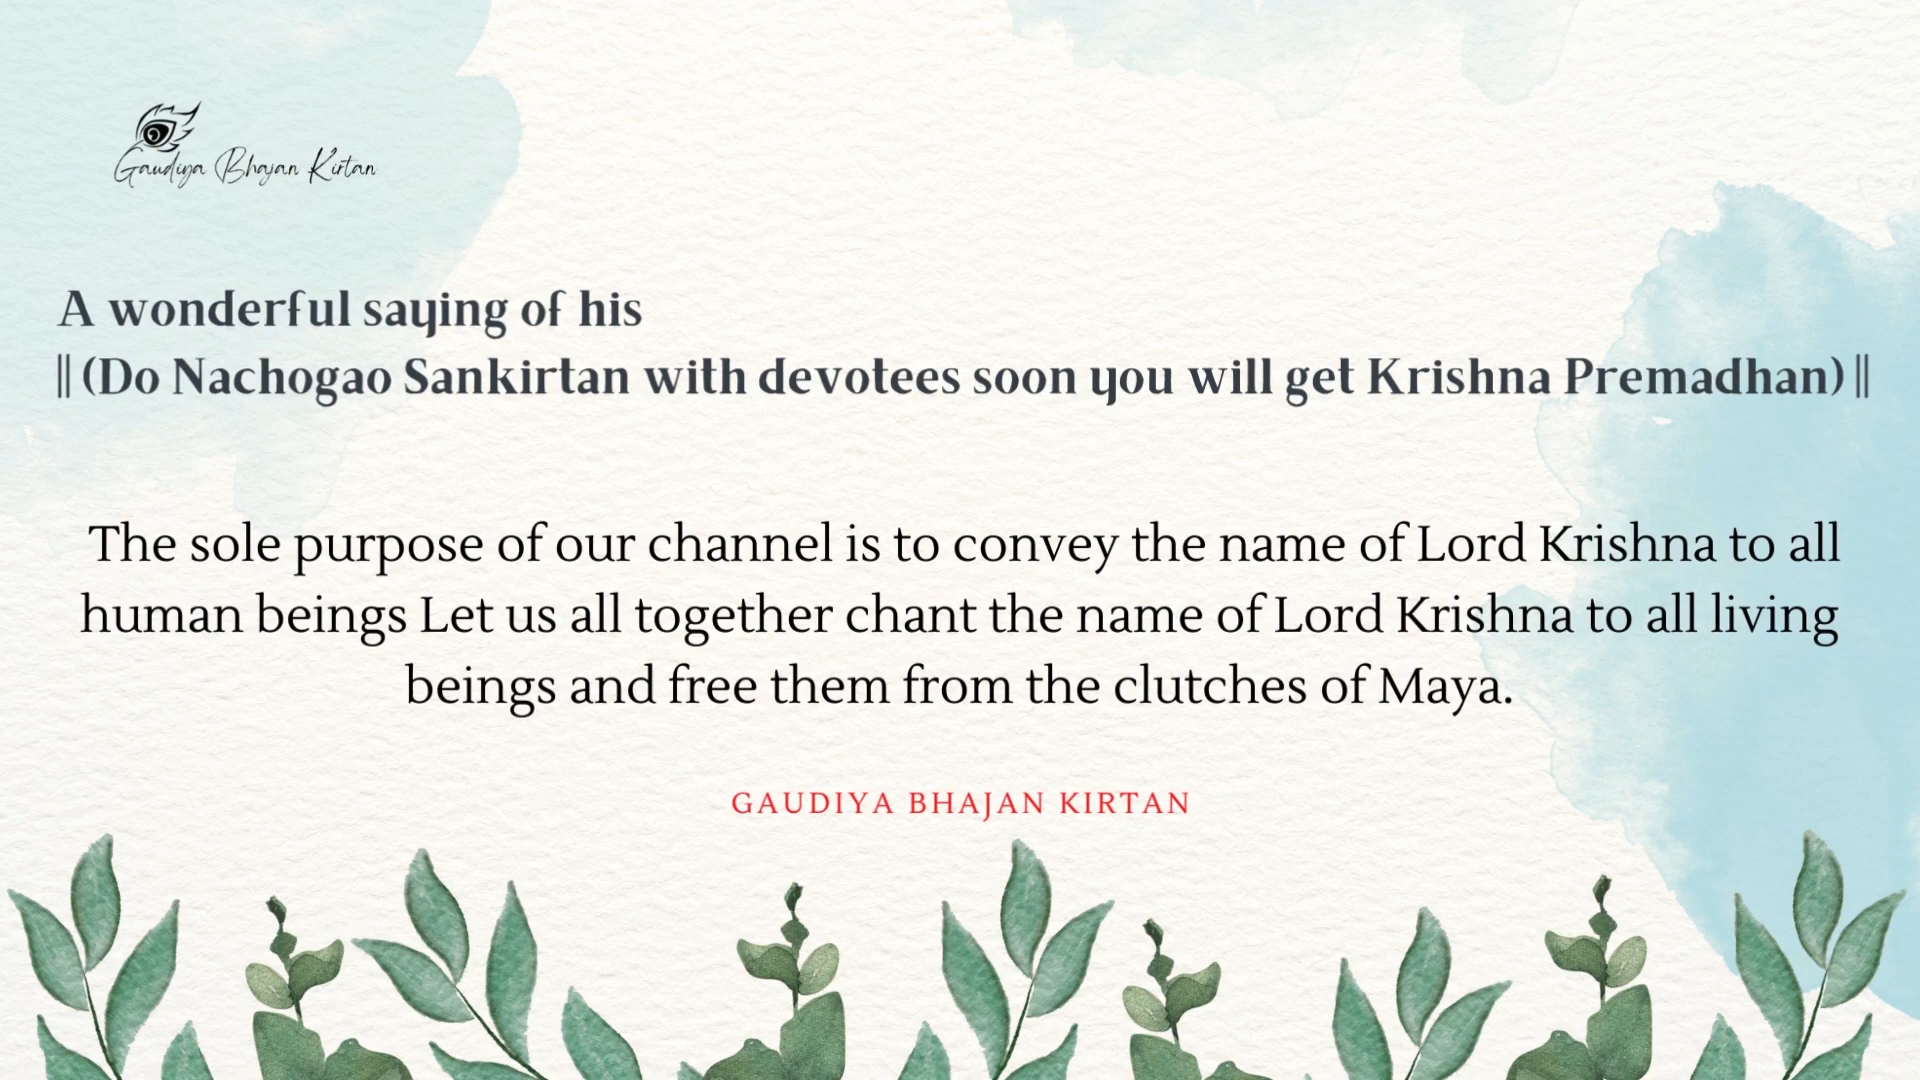 Gaudiya Bhajan Kirtan
A wonderful saying of his
॥(Do Nachogao Sankirtan with devotees soon you will get Krishna Premadhan)॥
The sole purpose of our channel is to convey the name of Lord Krishna to all
human beings Let us all together chant the name of Lord Krishna to all living
beings and free them from the clutches of Maya.
GAUDIYA BHAJAN KIRTAN